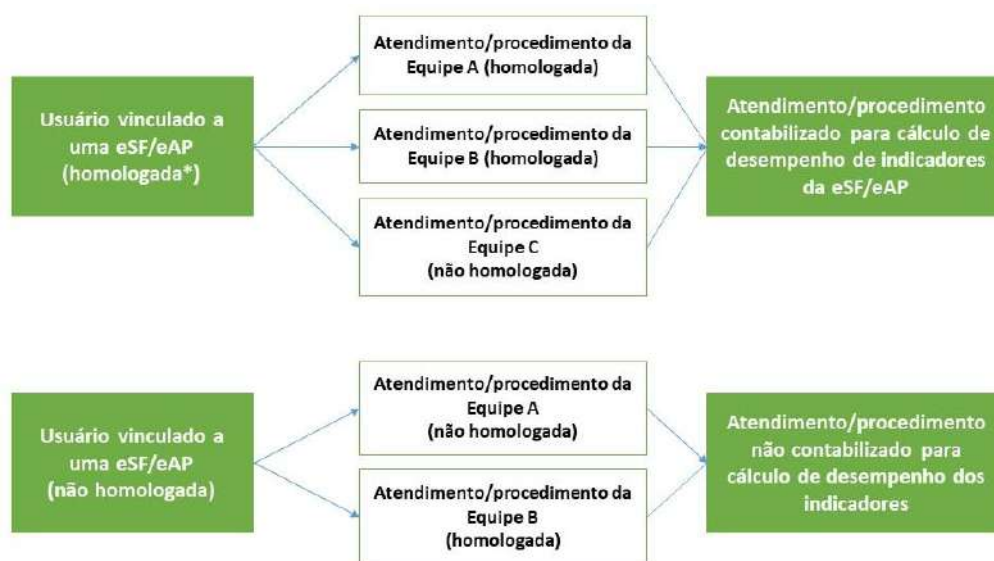 Usuário vinculado a
uma eSF/eAP
(homologada*)
Atendimento/procedimento da
Equipe A (homologada)
Atendimento/procedimento da
Equipe B (homologada)
Atendimento/procedimento da
Equipe C
(não homologada)
Atendimento/procedimento
contabilizado para cálculo de
desempenho de indicadores
da eSF/eAP
Usuário vinculado a
uma eSF/eAP
(não homologada)
Atendimento/procedimento da
Equipe A
(não homologada)
Atendimento/procedimento da
Equipe B
(homologada)
Atendimento/procedimento
não contabilizado para
cálculo de desempenho dos
indicadores